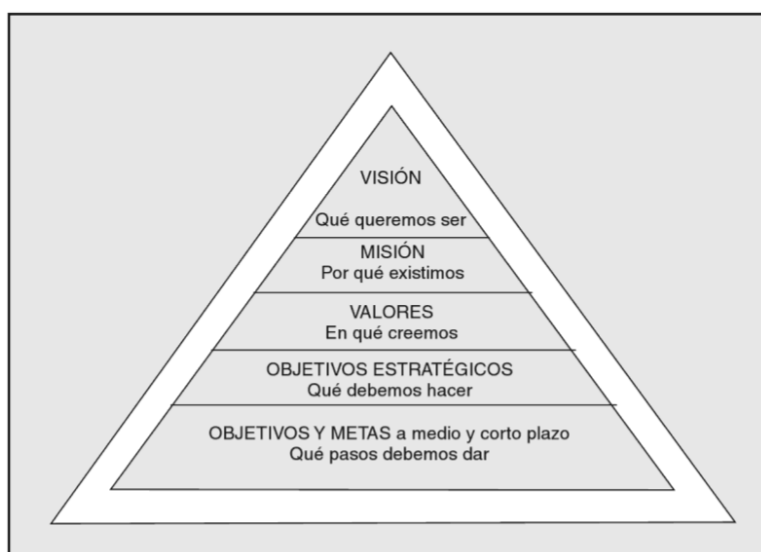 VISIÓN
Qué queremos ser
MISIÓN
Por qué existimos
VALORES
En qué creemos
OBJETIVOS ESTRATÉGICOS
Qué debemos hacer
OBJETIVOS Y METAS a medio y corto plazo
Qué pasos debemos dar